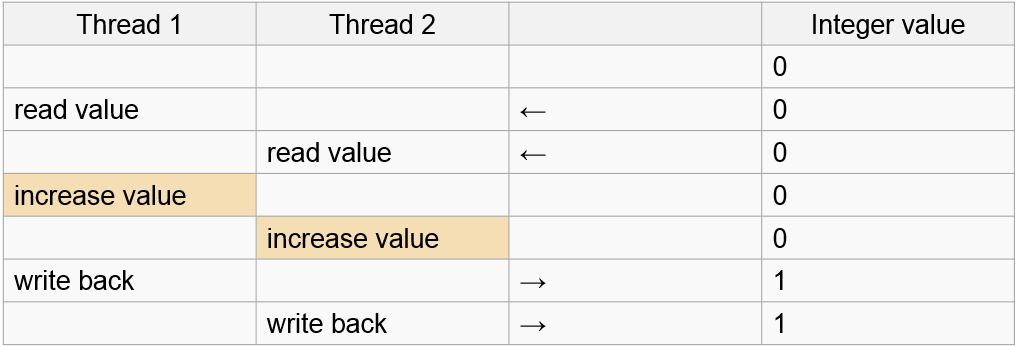 Thread 1 Thread 2 Integer value
0
read value ← 0
read value ← 0
increase value 0
increase value 0
write back → 1
write back → 1